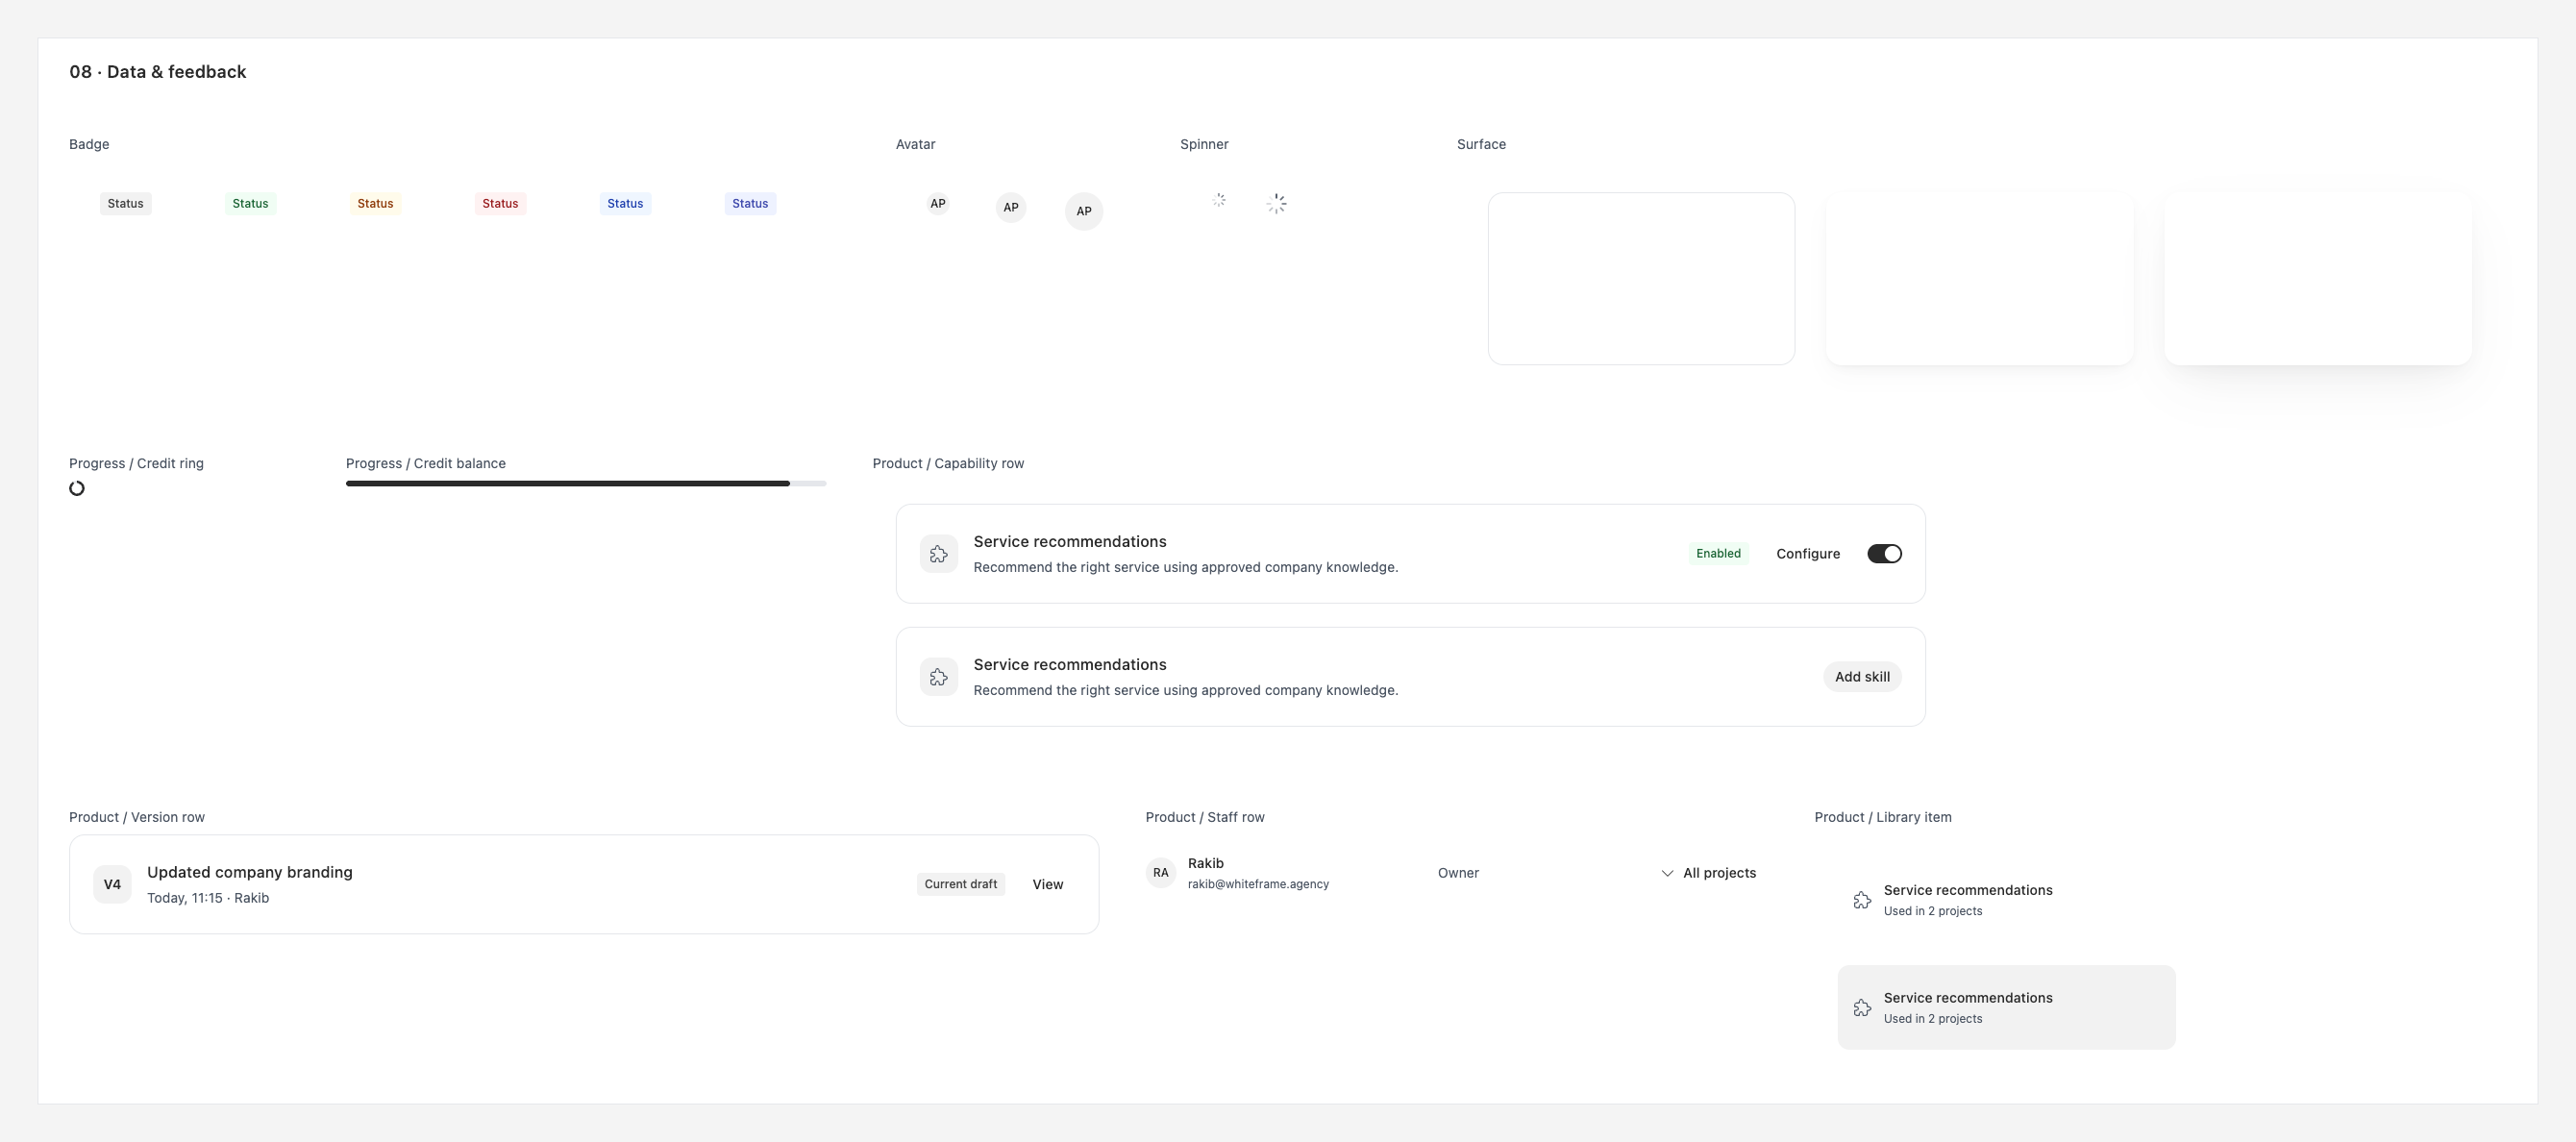 08 · Data & feedback
Badge
Avatar
Spinner
Surface
Status
Status
Status
Status
Status
Status
AP
AP
AP
Progress / Credit ring
Progress / Credit balance
Product / Capability row
Service recommendations
Recommend the right service using approved company knowledge.
Enabled
Configure
Service recommendations
Recommend the right service using approved company knowledge.
Add skill
Product / Version row
V4
Updated company branding
Today, 11:15 · Rakib
Current draft
View
Product / Staff row
RA
Rakib
rakib@whiteframe.agency
Owner
All projects
Product / Library item
Service recommendations
Used in 2 projects
Service recommendations
Used in 2 projects